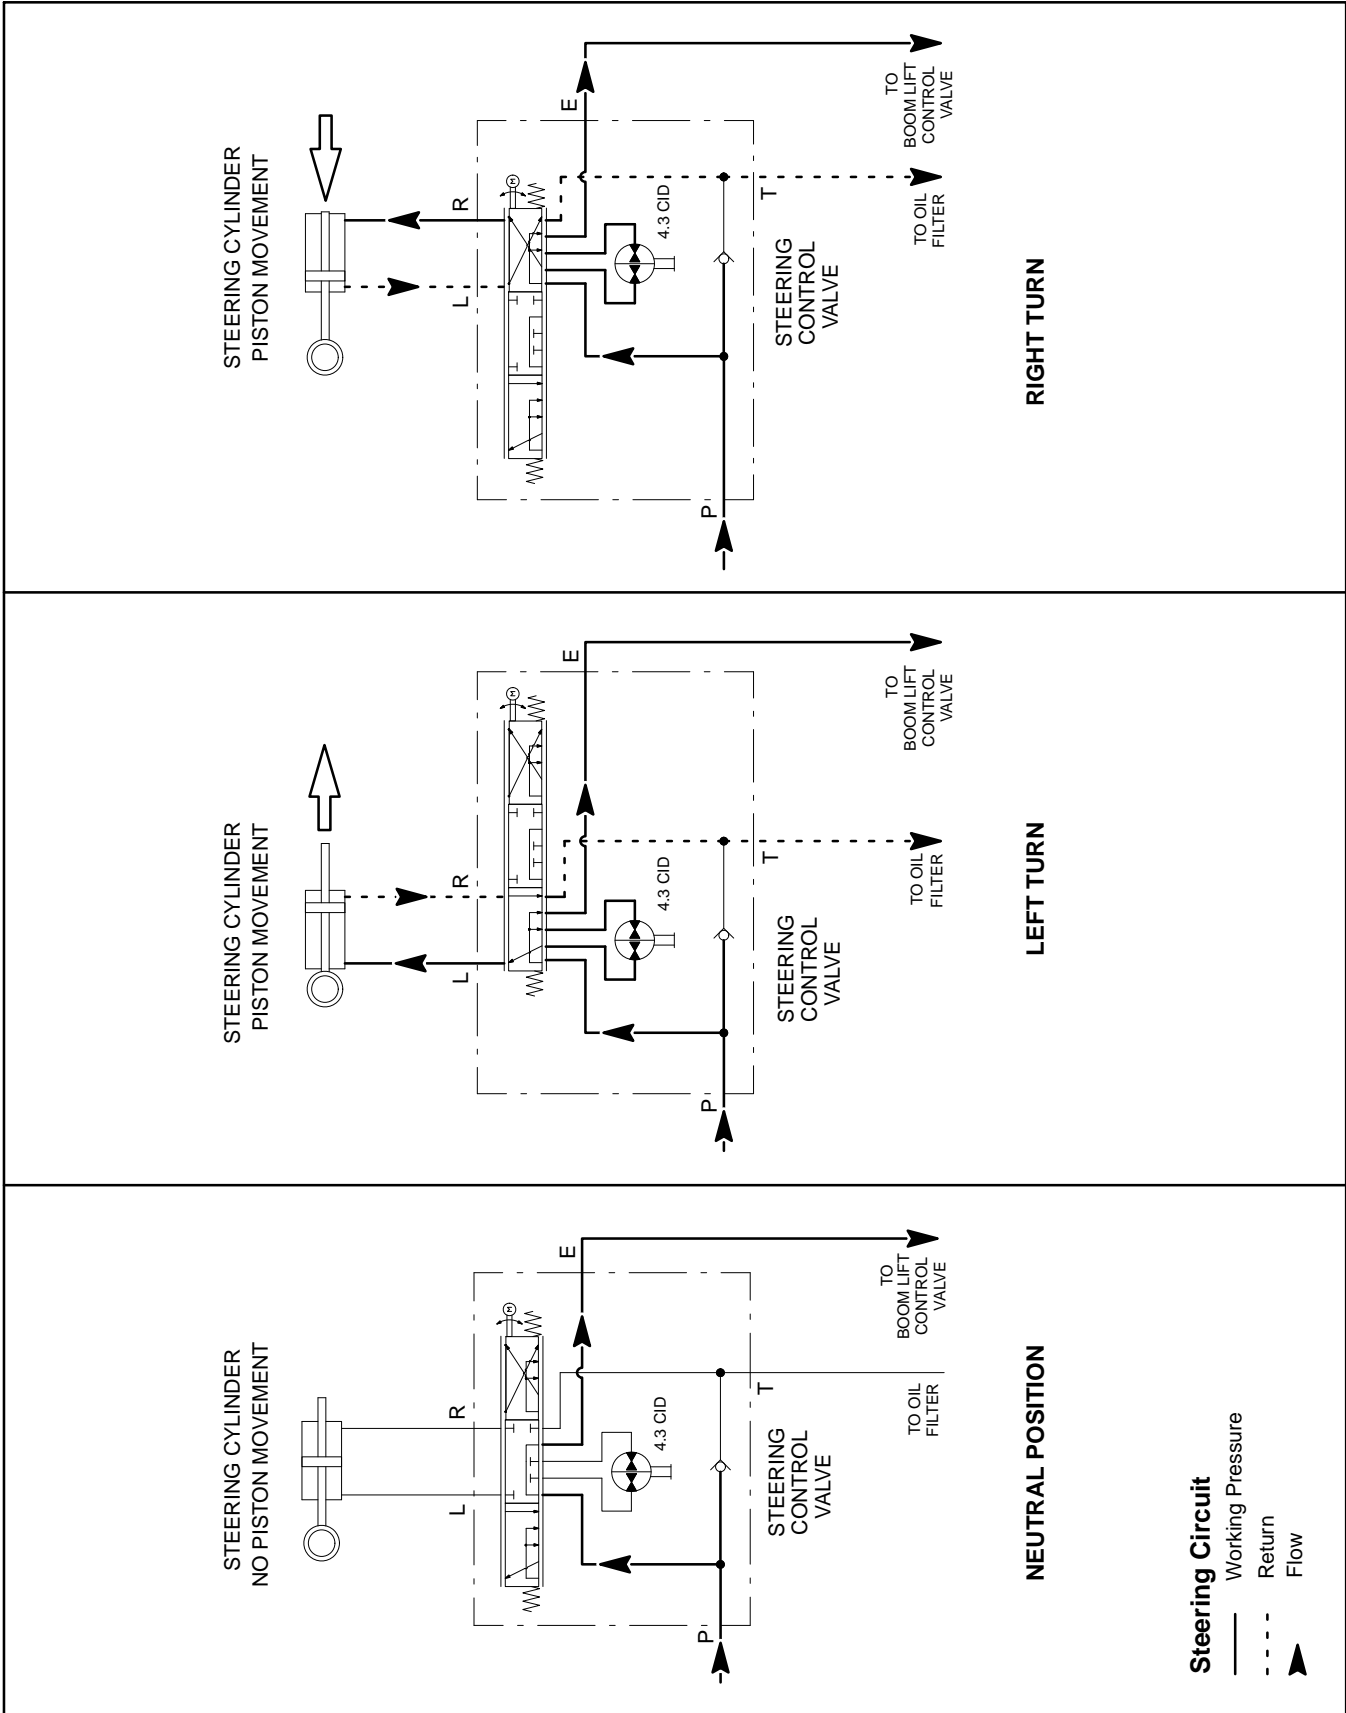 STEERING CYLINDER
NO PISTON MOVEMENT
L
R
M
E
4.3 CID
P
T
STEERING
CONTROL
VALVE
TO OIL
FILTER
TO
BOOM LIFT
CONTROL
VALVE
NEUTRAL POSITION
STEERING CYLINDER
PISTON MOVEMENT
L
R
M
E
4.3 CID
P
T
STEERING
CONTROL
VALVE
TO OIL
FILTER
TO
BOOM LIFT
CONTROL
VALVE
LEFT TURN
STEERING CYLINDER
PISTON MOVEMENT
L
R
M
E
4.3 CID
P
T
STEERING
CONTROL
VALVE
TO OIL
FILTER
TO
BOOM LIFT
CONTROL
VALVE
RIGHT TURN
Steering Circuit
Working Pressure
Return
Flow